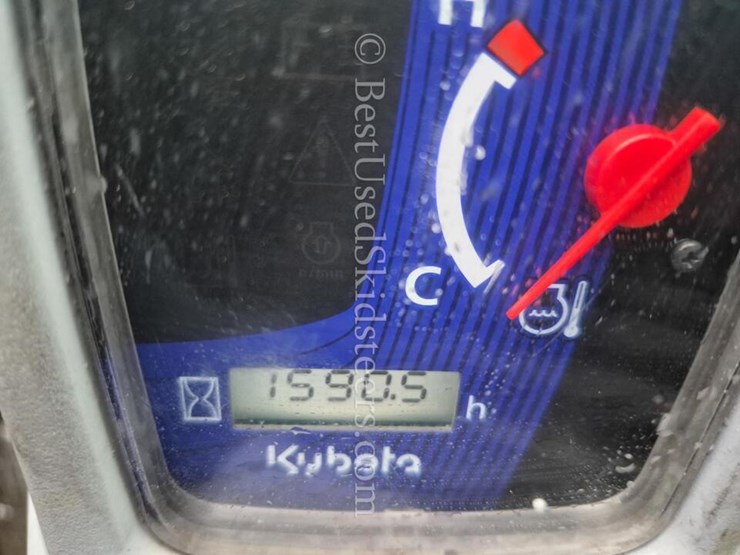 H
C
1590.5 h
Kubota
© BestUsedSkidsteers.com